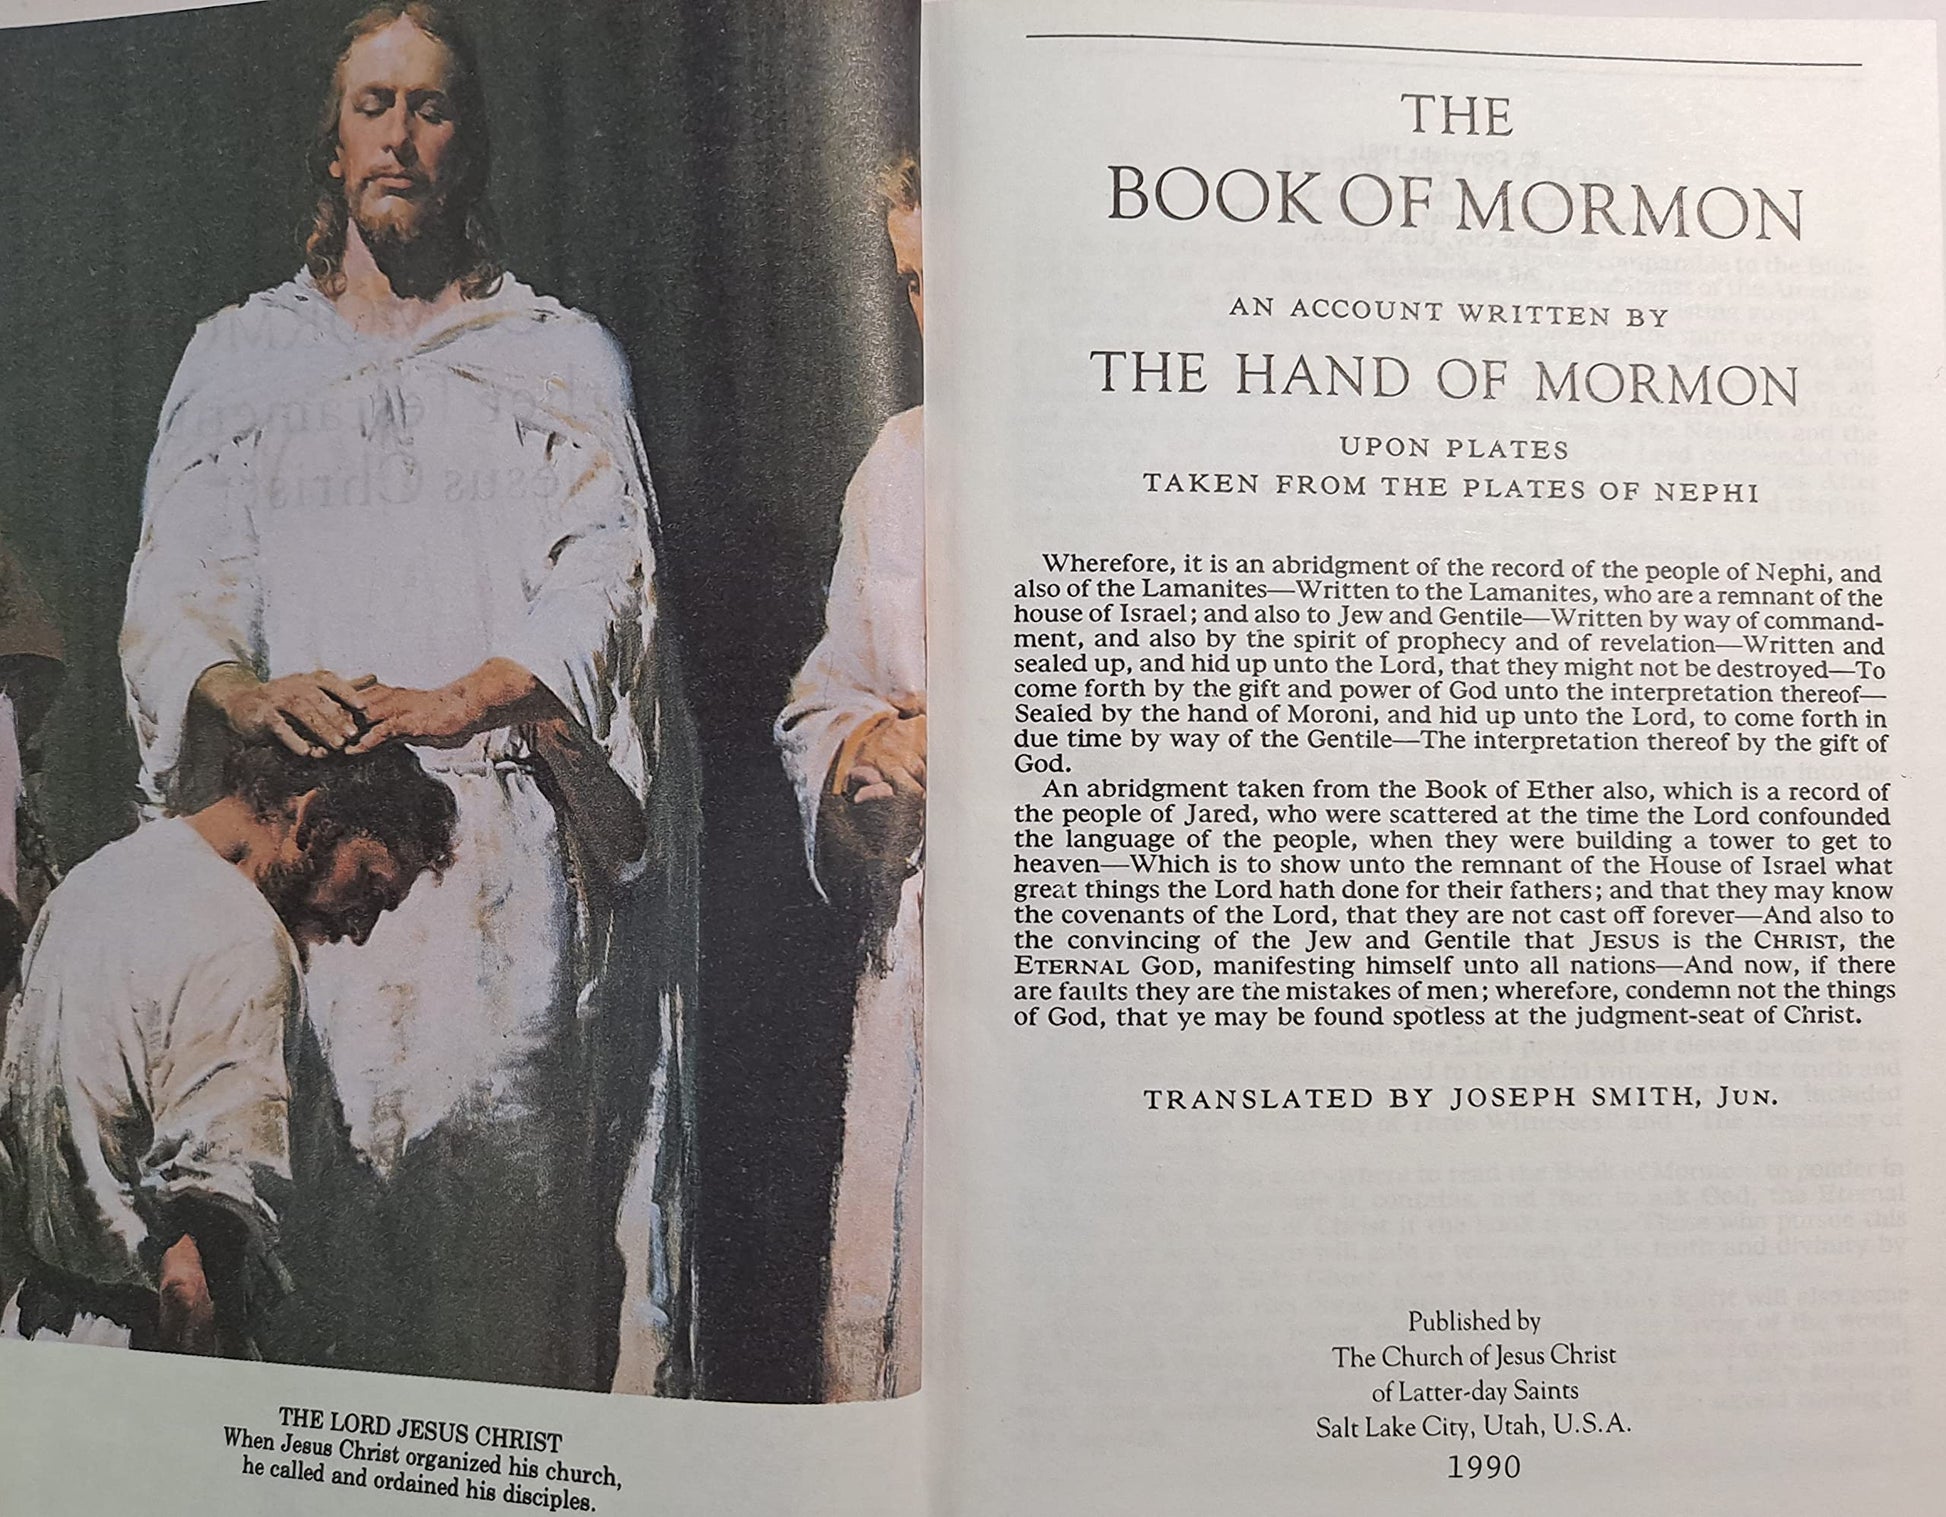 THE LORD JESUS CHRIST
When Jesus Christ organized his church,
he called and ordained his disciples.
THE
BOOK OF MORMON
AN ACCOUNT WRITTEN BY
THE HAND OF MORMON
UPON PLATES
TAKEN FROM THE PLATES OF NEPHI
Wherefore, it is an abridgment of the record of the people of Nephi, and
also of the Lamanites—Written to the Lamanites, who are a remnant of the
house of Israel; and also to Jew and Gentile—Written by way of command-
ment, and also by the spirit of prophecy and of revelation—Written and
sealed up, and hid up unto the Lord, that they might not be destroyed—To
come forth by the gift and power of God unto the interpretation thereof—
Sealed by the hand of Moroni, and hid up unto the Lord, to come forth in
due time by way of the Gentile—The interpretation thereof by the gift of
God.
An abridgment taken from the Book of Ether also, which is a record of
the people of Jared, who were scattered at the time the Lord confounded
the language of the people, when they were building a tower to get to
heaven—Which is to show unto the remnant of the House of Israel what
great things the Lord hath done for their fathers; and that they may know
the covenants of the Lord, that they are not cast off forever—And also to
the convincing of the Jew and Gentile that JESUS is the CHRIST, the
ETERNAL GOD, manifesting himself unto all nations—And now, if there
are faults they are the mistakes of men; wherefore, condemn not the things
of God, that ye may be found spotless at the judgment-seat of Christ.
TRANSLATED BY JOSEPH SMITH, JUN.
Published by
The Church of Jesus Christ
of Latter-day Saints
Salt Lake City, Utah, U.S.A.
1990